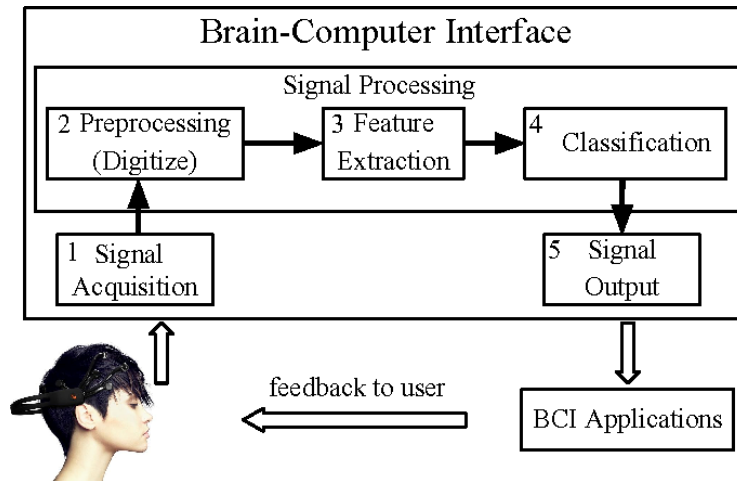 Brain-Computer Interface
Signal Processing
2 Preprocessing
(Digitize)
3 Feature
Extraction
4 Classification
1 Signal
Acquisition
5 Signal
Output
feedback to user
BCI Applications